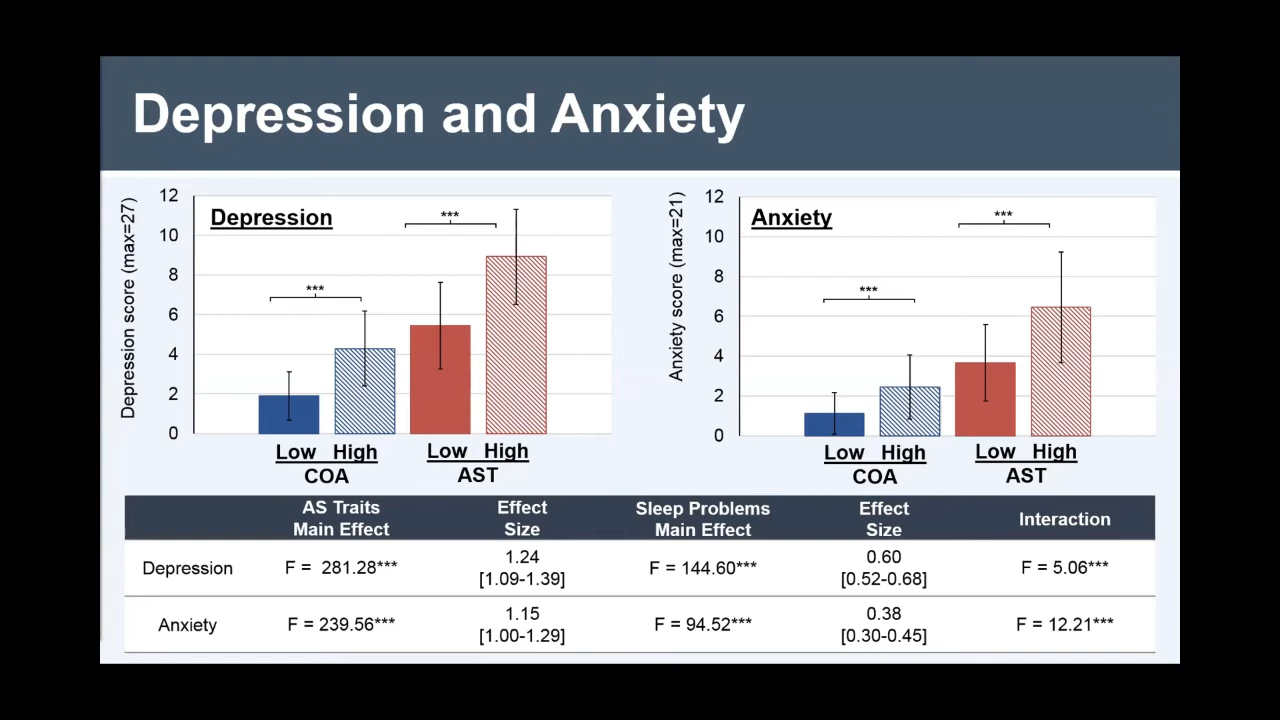 Depression and Anxiety
Depression score (max=27)
12
10
8
6
4
2
0
Depression
***
***
Low High
COA
Low High
AST
Anxiety score (max=21)
12
10
8
6
4
2
0
Anxiety
***
***
Low High
COA
Low High
AST
AS Traits
Main Effect
Effect
Size
Sleep Problems
Main Effect
Effect
Size
Interaction
Depression
F = 281.28***
1.24
[1.09-1.39]
F = 144.60***
0.60
[0.52-0.68]
F = 5.06***
Anxiety
F = 239.56***
1.15
[1.00-1.29]
F = 94.52***
0.38
[0.30-0.45]
F = 12.21***